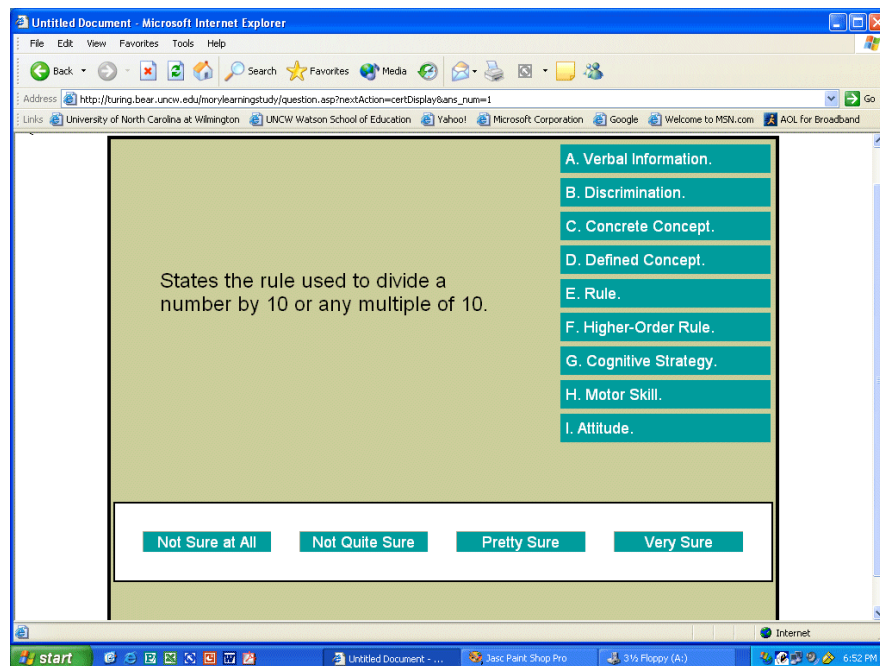 Untitled Document - Microsoft Internet Explorer
File Edit View Favorites Tools Help
Back Search Favorites Media
Address http://turing.bear.uncw.edu/morylearningstudy/question.asp?nextAction=certDisplay&ans_num=1 Go
Links University of North Carolina at Wilmington UNCW Watson School of Education Yahoo! Microsoft Corporation Google Welcome to MSN.com AOL for Broadband
A. Verbal Information.
B. Discrimination.
C. Concrete Concept.
D. Defined Concept.
States the rule used to divide a
number by 10 or any multiple of 10.
E. Rule.
F. Higher-Order Rule.
G. Cognitive Strategy.
H. Motor Skill.
I. Attitude.
Not Sure at All Not Quite Sure Pretty Sure Very Sure
Internet
start Untitled Document - ... Jasc Paint Shop Pro 3½ Floppy (A:) 6:52 PM